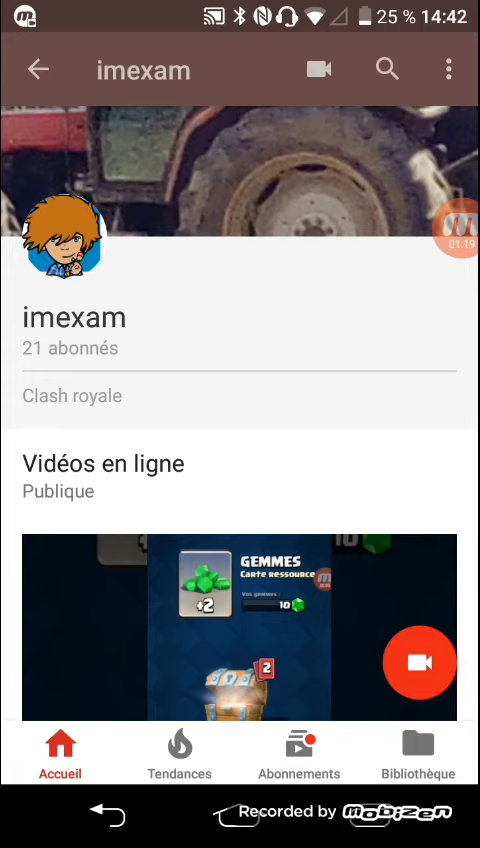 25 % 14:42
imexam
01:19
imexam
21 abonnés
Clash royale
Vidéos en ligne
Publique
GEMMES
Carte ressource
Vos gemmes :
+2
10
10
2
Accueil
Tendances
Abonnements
Bibliothèque
Recorded by Mobizen